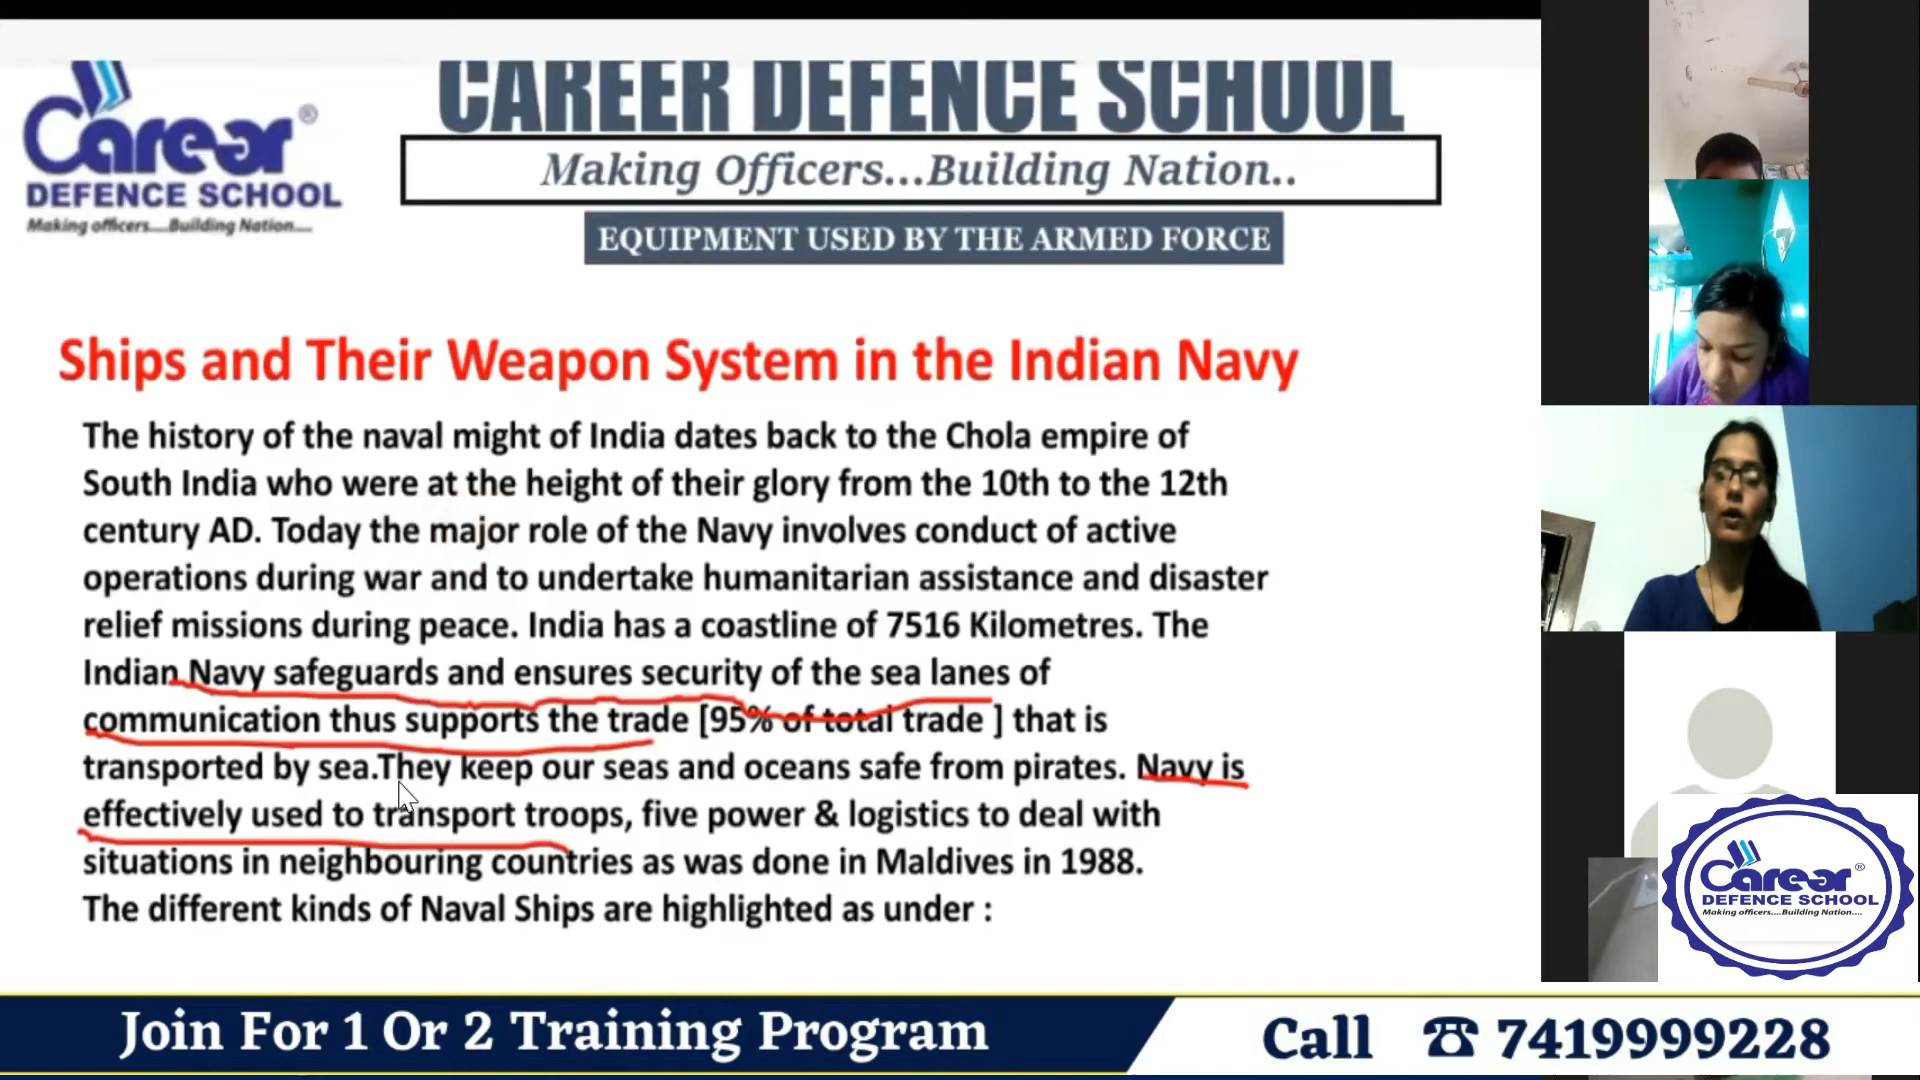 Carear ®
DEFENCE SCHOOL
Making officers....Building Nation....
CAREER DEFENCE SCHOOL
Making Officers...Building Nation..
EQUIPMENT USED BY THE ARMED FORCE
Ships and Their Weapon System in the Indian Navy
The history of the naval might of India dates back to the Chola empire of
South India who were at the height of their glory from the 10th to the 12th
century AD. Today the major role of the Navy involves conduct of active
operations during war and to undertake humanitarian assistance and disaster
relief missions during peace. India has a coastline of 7516 Kilometres. The
Indian Navy safeguards and ensures security of the sea lanes of
communication thus supports the trade [95% of total trade ] that is
transported by sea.They keep our seas and oceans safe from pirates. Navy is
effectively used to transport troops, five power & logistics to deal with
situations in neighbouring countries as was done in Maldives in 1988.
The different kinds of Naval Ships are highlighted as under :
Carear ®
DEFENCE SCHOOL
Making officers....Building Nation....
Join For 1 Or 2 Training Program
Call ☎ 7419999228